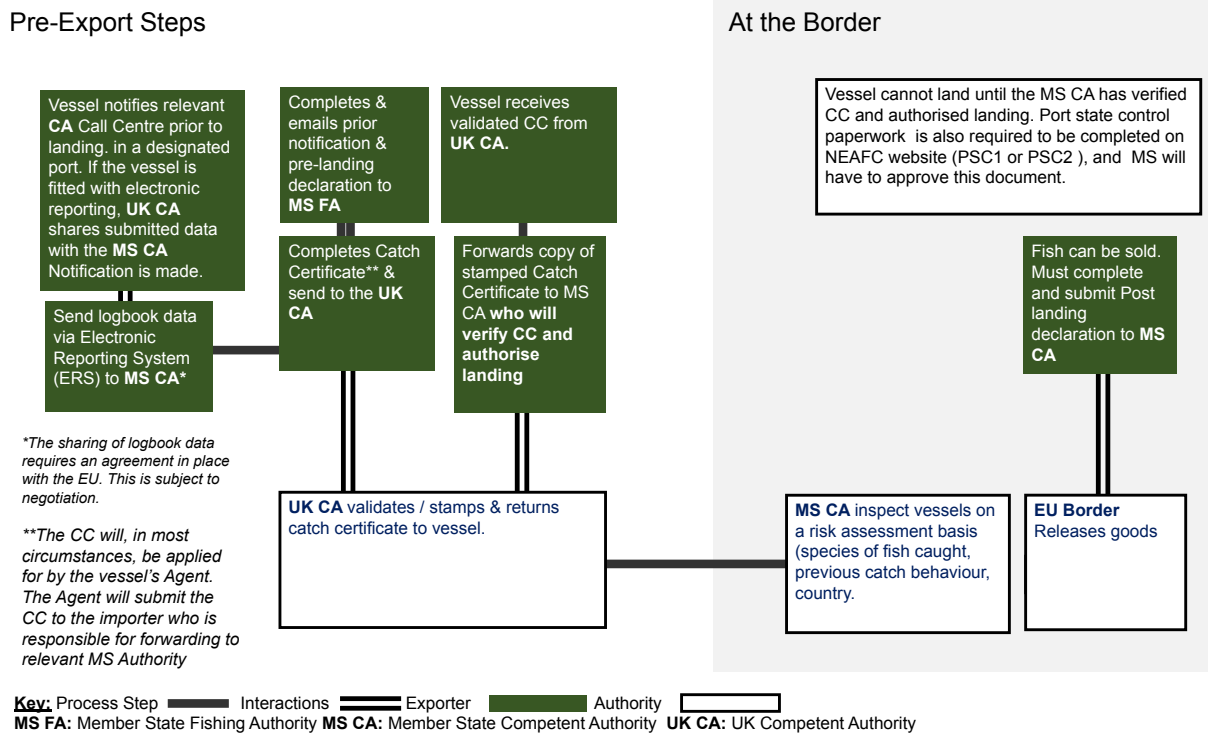 Pre-Export Steps
At the Border
Vessel notifies relevant
CA Call Centre prior to
landing. in a designated
port. If the vessel is
fitted with electronic
reporting, UK CA
shares submitted data
with the MS CA
Notification is made.
Send logbook data
via Electronic
Reporting System
(ERS) to MS CA*
Completes &
emails prior
notification &
pre-landing
declaration to
MS FA
Completes Catch
Certificate** &
send to the UK
CA
Vessel receives
validated CC from
UK CA.
Forwards copy of
stamped Catch
Certificate to MS
CA who will
verify CC and
authorise
landing
Vessel cannot land until the MS CA has verified
CC and authorised landing. Port state control
paperwork is also required to be completed on
NEAFC website (PSC1 or PSC2 ), and MS will
have to approve this document.
Fish can be sold.
Must complete
and submit Post
landing
declaration to MS
CA
*The sharing of logbook data
requires an agreement in place
with the EU. This is subject to
negotiation.
**The CC will, in most
circumstances, be applied
for by the vessel's Agent.
The Agent will submit the
CC to the importer who is
responsible for forwarding to
relevant MS Authority
UK CA validates / stamps & returns
catch certificate to vessel.
MS CA inspect vessels on
a risk assessment basis
(species of fish caught,
previous catch behaviour,
country.
EU Border
Releases goods
Key: Process Step Interactions Exporter Authority
MS FA: Member State Fishing Authority MS CA: Member State Competent Authority UK CA: UK Competent Authority